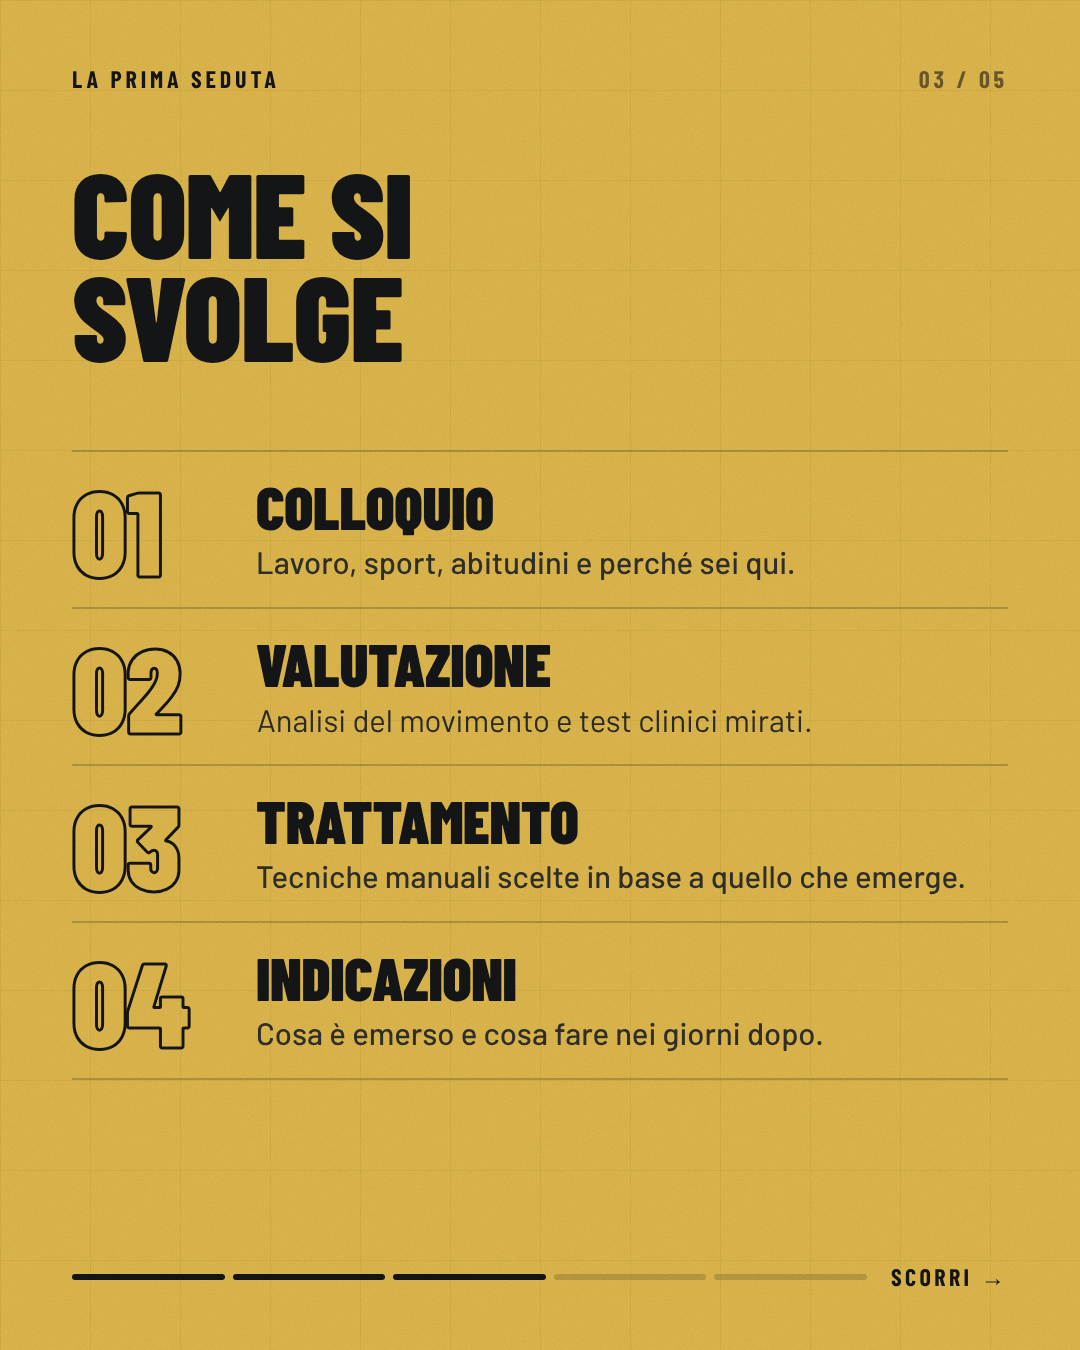 LA PRIMA SEDUTA
03 / 05
COME SI
SVOLGE
01
COLLOQUIO
Lavoro, sport, abitudini e perché sei qui.
02
VALUTAZIONE
Analisi del movimento e test clinici mirati.
03
TRATTAMENTO
Tecniche manuali scelte in base a quello che emerge.
04
INDICAZIONI
Cosa è emerso e cosa fare nei giorni dopo.
SCORRI →